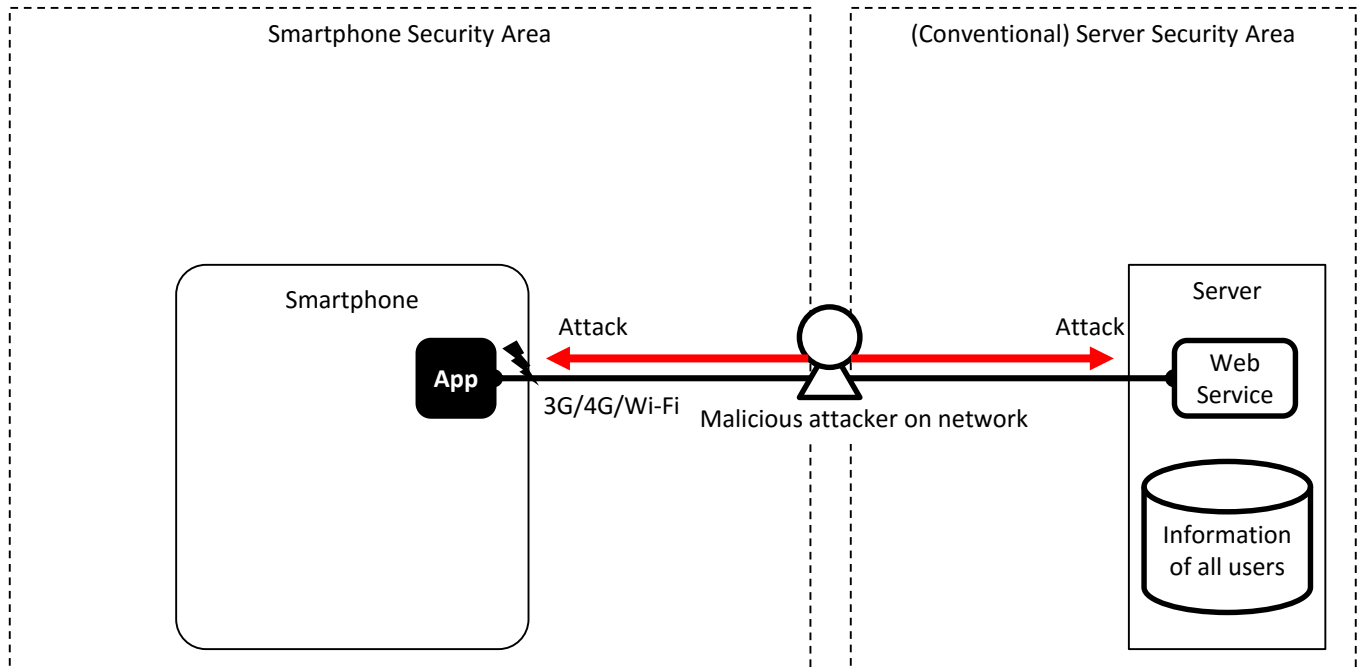 Smartphone Security Area
(Conventional) Server Security Area
Smartphone
Server
Attack
Attack
App
Web
Service
3G/4G/Wi-Fi
Malicious attacker on network
Information
of all users